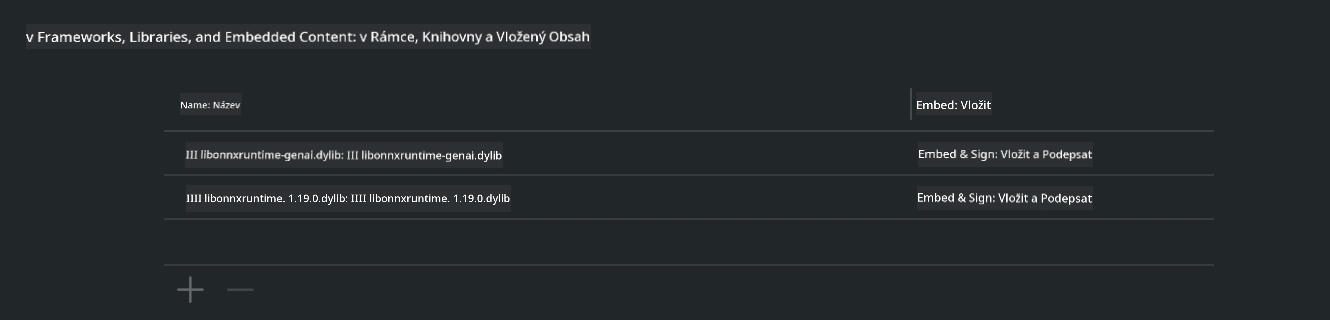 v Frameworks, Libraries, and Embedded Content: v Rámce, Knihovny a Vložený Obsah
Name: Název
Embed: Vložit
III libonnxruntime-genai.dylib: III libonnxruntime-genai.dylib
Embed & Sign: Vložit a Podepsat
IIII libonnxruntime. 1.19.0.dyllb: IIII libonnxruntime. 1.19.0.dyllb
Embed & Sign: Vložit a Podepsat